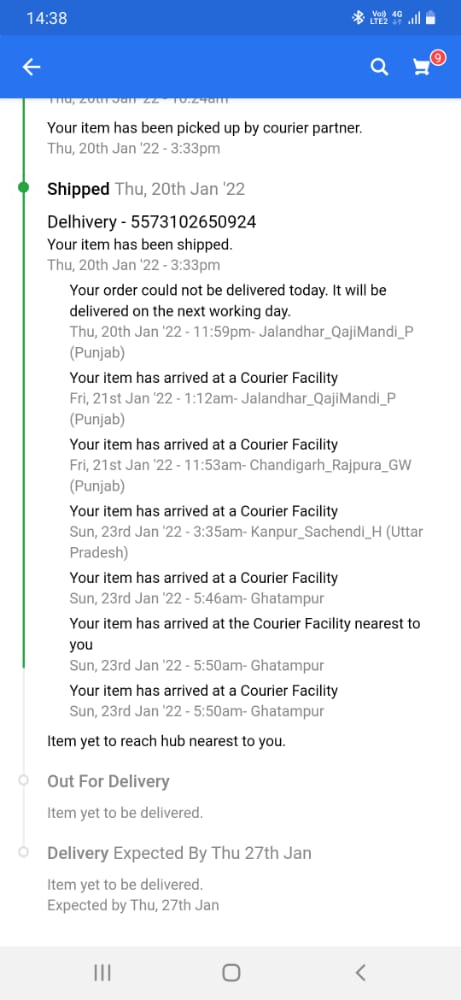 14:38
Vo)) 4G
LTE2
9
Thu, 20th Jan '22 - 10:24am
Your item has been picked up by courier partner.
Thu, 20th Jan '22 - 3:33pm
Shipped Thu, 20th Jan '22
Delhivery - 5573102650924
Your item has been shipped.
Thu, 20th Jan '22 - 3:33pm
Your order could not be delivered today. It will be
delivered on the next working day.
Thu, 20th Jan '22 - 11:59pm- Jalandhar_QajiMandi_P
(Punjab)
Your item has arrived at a Courier Facility
Fri, 21st Jan '22 - 1:12am- Jalandhar_QajiMandi_P
(Punjab)
Your item has arrived at a Courier Facility
Fri, 21st Jan '22 - 11:53am- Chandigarh_Rajpura_GW
(Punjab)
Your item has arrived at a Courier Facility
Sun, 23rd Jan '22 - 3:35am- Kanpur_Sachendi_H (Uttar
Pradesh)
Your item has arrived at a Courier Facility
Sun, 23rd Jan '22 - 5:46am- Ghatampur
Your item has arrived at the Courier Facility nearest to
you
Sun, 23rd Jan '22 - 5:50am- Ghatampur
Your item has arrived at a Courier Facility
Sun, 23rd Jan '22 - 5:50am- Ghatampur
Item yet to reach hub nearest to you.
Out For Delivery
Item yet to be delivered.
Delivery Expected By Thu 27th Jan
Item yet to be delivered.
Expected by Thu, 27th Jan